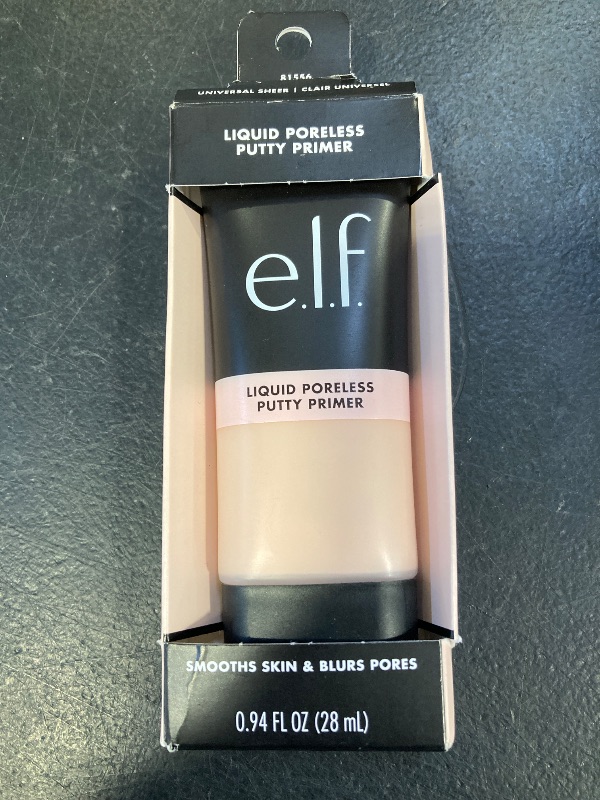 81556
UNIVERSAL SHEER | CLAIR UNIVERSEL
LIQUID PORELESS
PUTTY PRIMER
e.l.f.
LIQUID PORELESS
PUTTY PRIMER
SMOOTHS SKIN & BLURS PORES
0.94 FL OZ (28 mL)